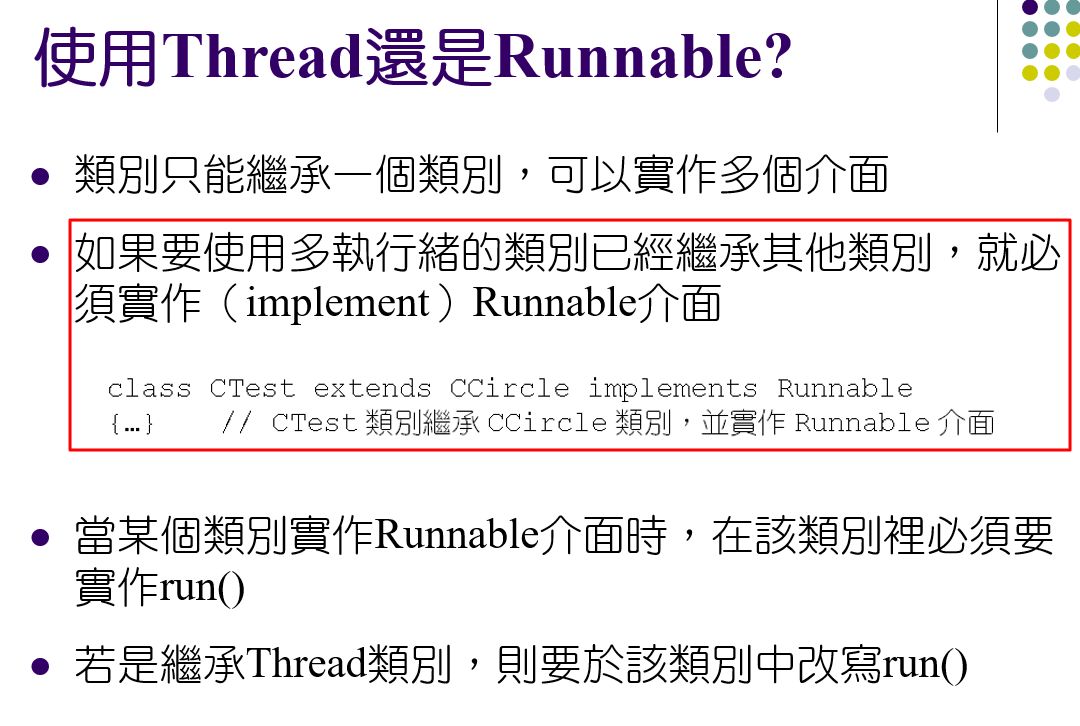 使用Thread還是Runnable?
類別只能繼承一個類別，可以實作多個介面
如果要使用多執行緒的類別已經繼承其他類別，就必
須實作（implement）Runnable介面
class CTest extends CCircle implements Runnable
{…} // CTest 類別繼承 CCircle 類別，並實作 Runnable 介面
當某個類別實作Runnable介面時，在該類別裡必須要
實作run()
若是繼承Thread類別，則要於該類別中改寫run()